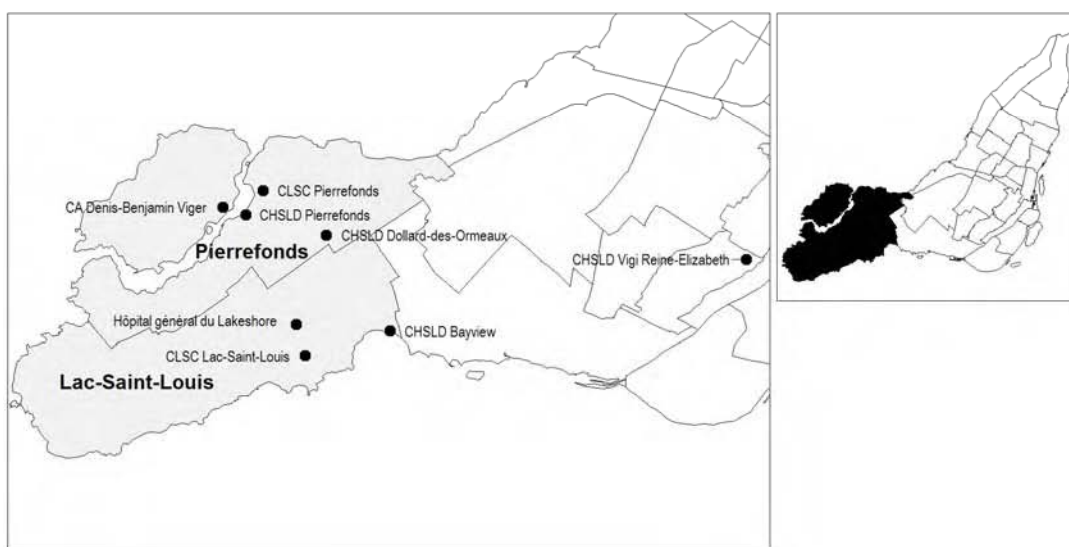 CLSC Pierrefonds
CA Denis-Benjamin Viger
CHSLD Pierrefonds
CHSLD Dollard-des-Ormeaux
Pierrefonds
CHSLD Vigi Reine-Elizabeth
Hôpital général du Lakeshore
CHSLD Bayview
CLSC Lac-Saint-Louis
Lac-Saint-Louis